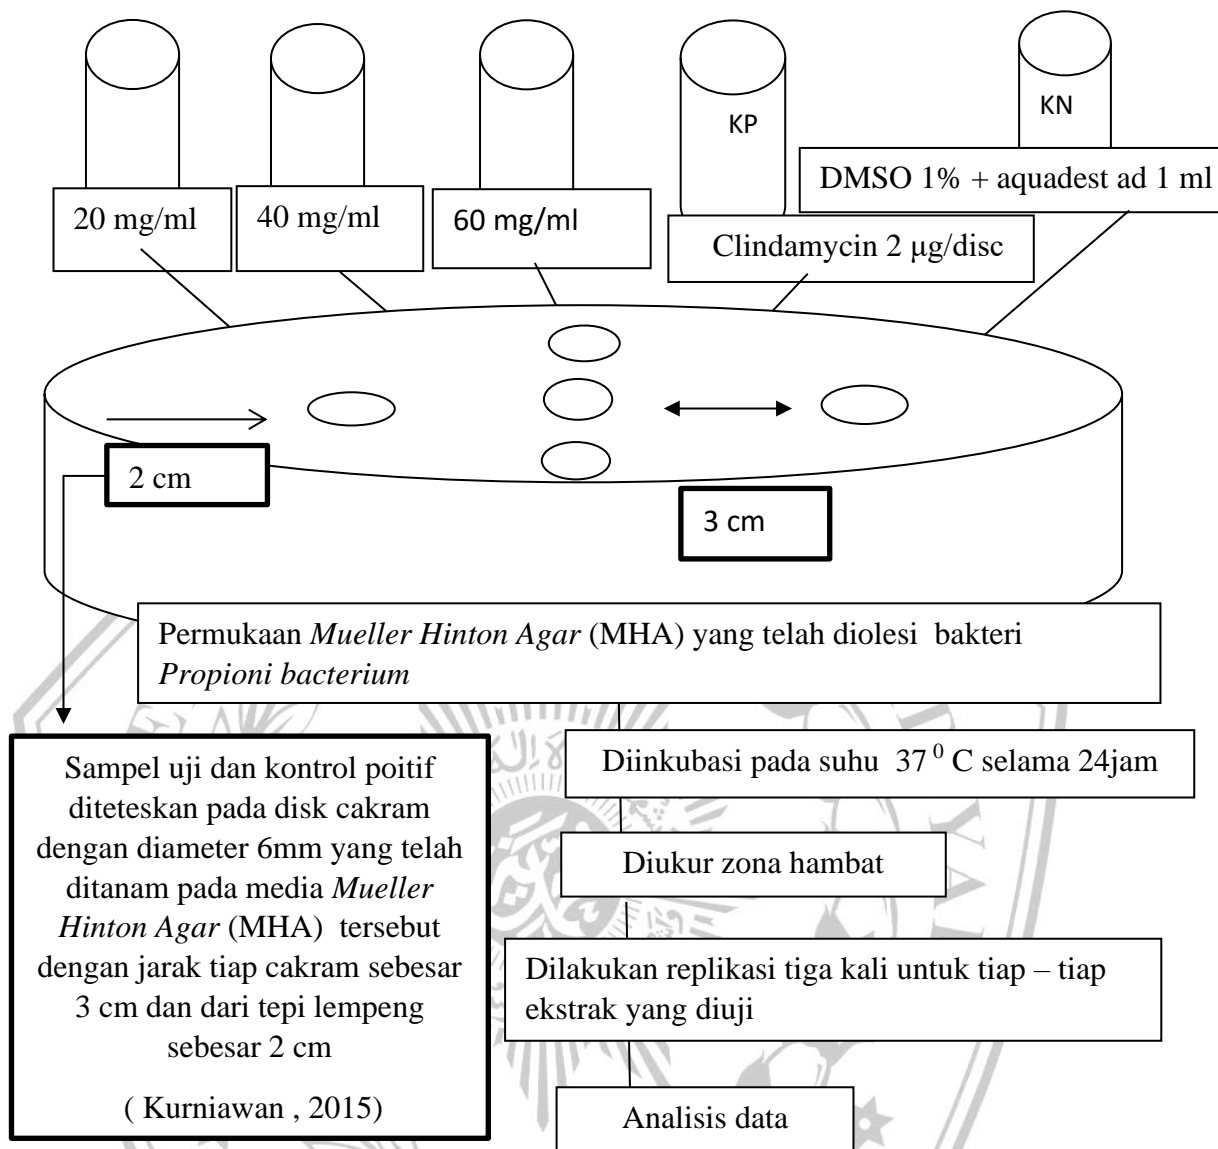 KP
KN
20 mg/ml
40 mg/ml
60 mg/ml
Clindamycin 2 µg/disc
DMSO 1% + aquadest ad 1 ml
2 cm
3 cm
Permukaan Mueller Hinton Agar (MHA) yang telah diolesi bakteri
Propioni bacterium
Sampel uji dan kontrol poitif
diteteskan pada disk cakram
dengan diameter 6mm yang telah
ditanam pada media Mueller
Hinton Agar (MHA) tersebut
dengan jarak tiap cakram sebesar
3 cm dan dari tepi lempeng
sebesar 2 cm
( Kurniawan , 2015)
Diinkubasi pada suhu 37⁰ C selama 24jam
Diukur zona hambat
Dilakukan replikasi tiga kali untuk tiap – tiap
ekstrak yang diuji
Analisis data